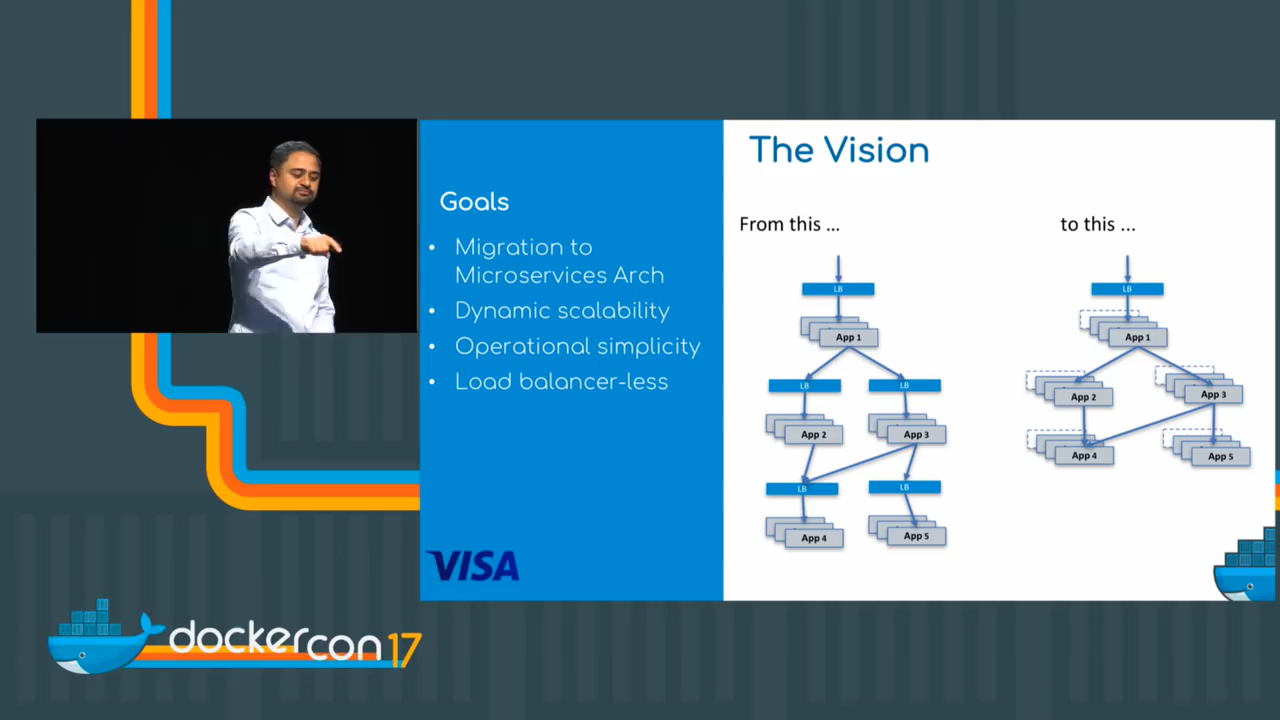 The Vision
Goals
• Migration to
Microservices Arch
• Dynamic scalability
• Operational simplicity
• Load balancer-less
VISA
From this ...
LB
App 1
LB
LB
App 2
App 3
LB
LB
App 4
App 5
to this ...
LB
App 1
App 2
App 3
App 4
App 5
dockercon 17